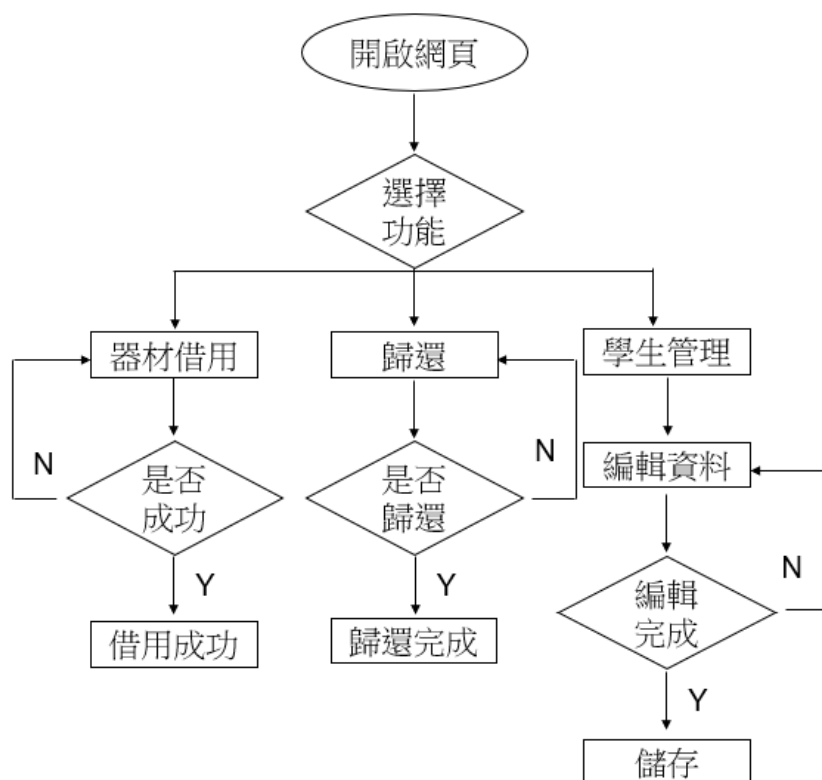 開啟網頁
選擇
功能
器材借用
歸還
學生管理
N
是否
成功
Y
借用成功
N
是否
歸還
Y
歸還完成
編輯資料
N
編輯
完成
Y
儲存